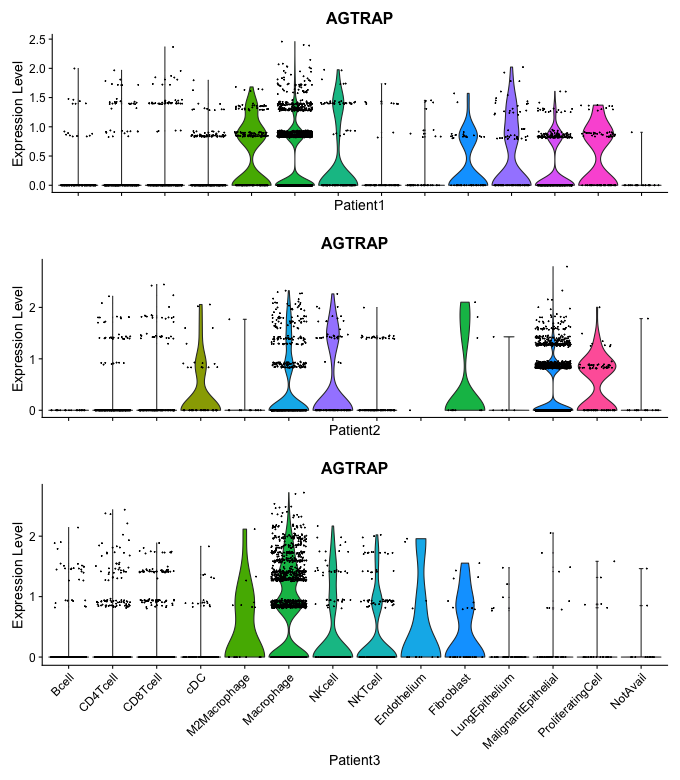 AGTRAP
Expression Level
2.5
2.0
1.5
1.0
0.5
0.0
Patient1
AGTRAP
Expression Level
2
1
0
Patient2
AGTRAP
Expression Level
2
1
0
Bcell
CD4Tcell
CD8Tcell
cDC
M2Macrophage
Macrophage
NKcell
NKTcell
Endothelium
Fibroblast
LungEpithelium
MalignantEpithelial
ProliferatingCell
NotAvail
Patient3